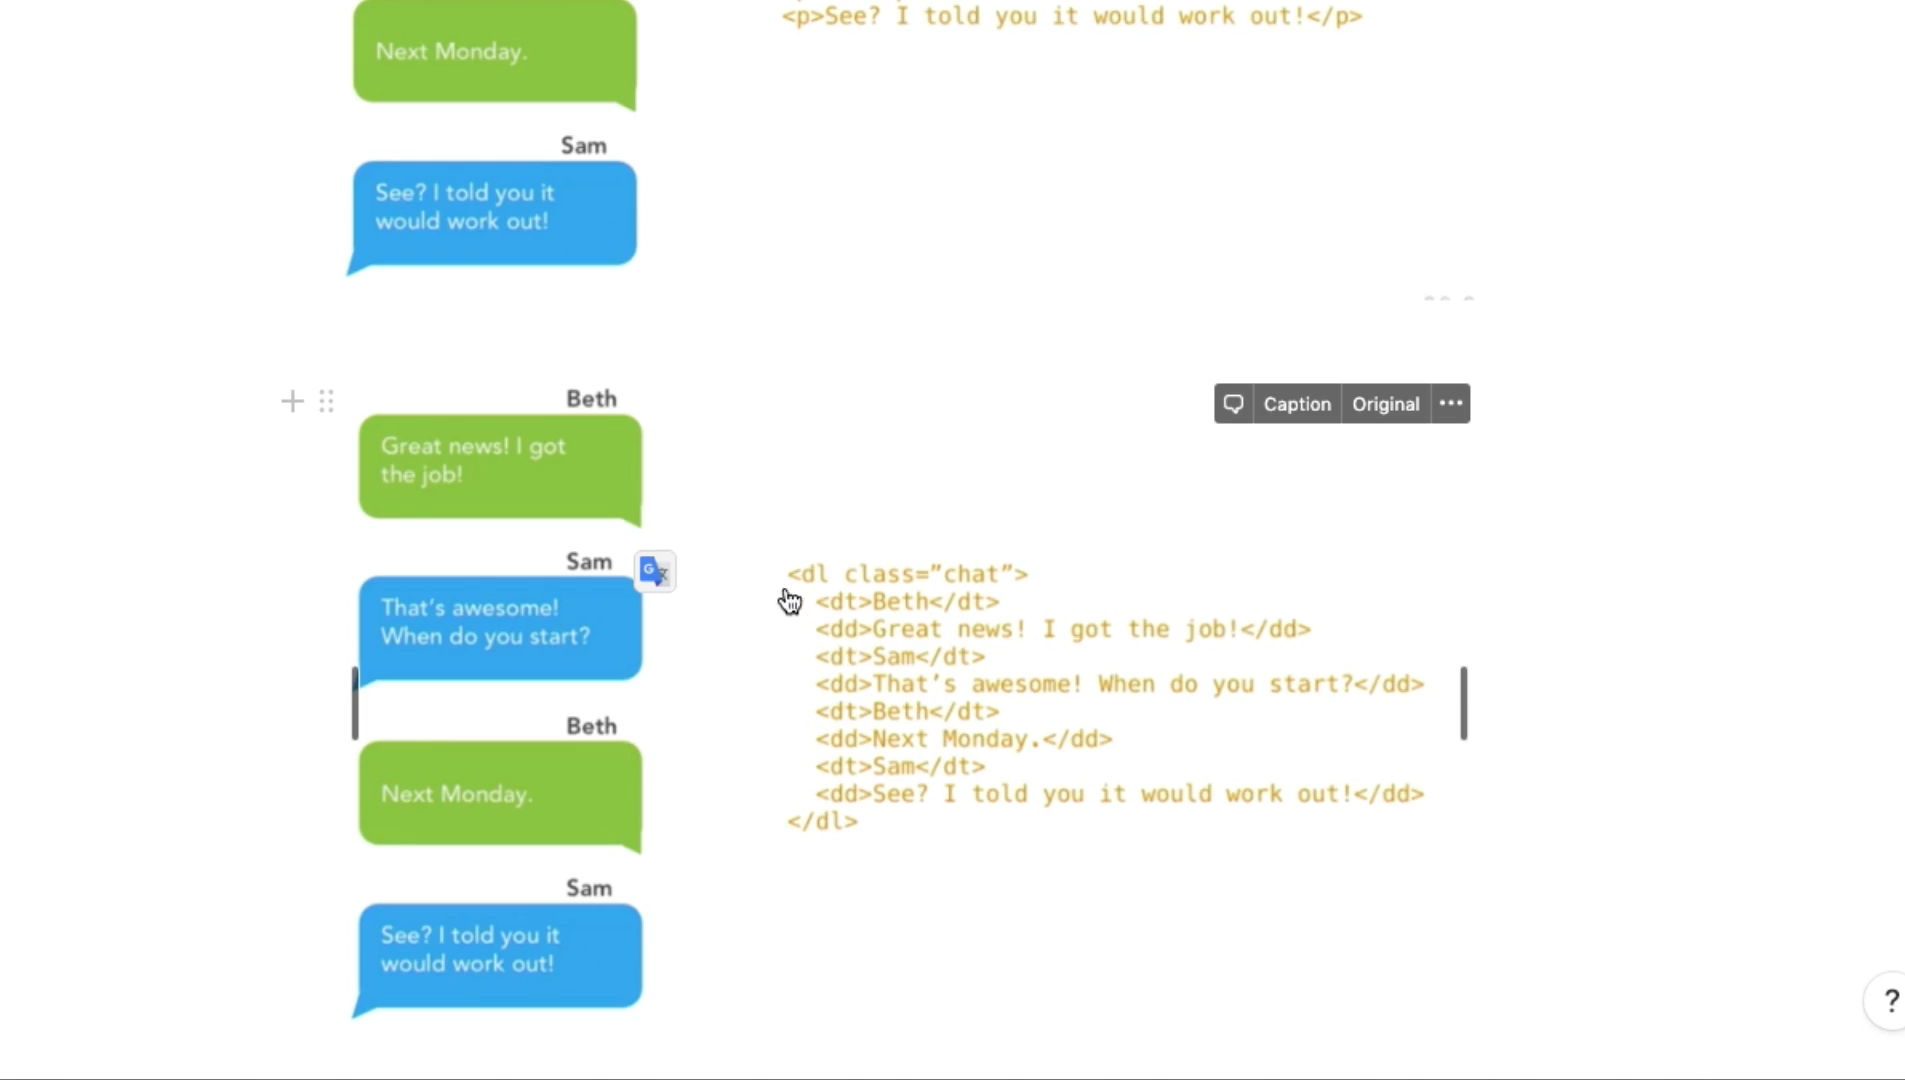 <p>See? I told you it would work out!</p>
Next Monday.
Sam
See? I told you it
would work out!
Beth
Caption
Original
Great news! I got
the job!
Sam
G
文
That's awesome!
When do you start?
<dl class=”chat”>
<dt>Beth</dt>
<dd>Great news! I got the job!</dd>
<dt>Sam</dt>
<dd>That’s awesome! When do you start?</dd>
<dt>Beth</dt>
<dd>Next Monday.</dd>
<dt>Sam</dt>
<dd>See? I told you it would work out!</dd>
</dl>
Beth
Next Monday.
Sam
See? I told you it
would work out!
?